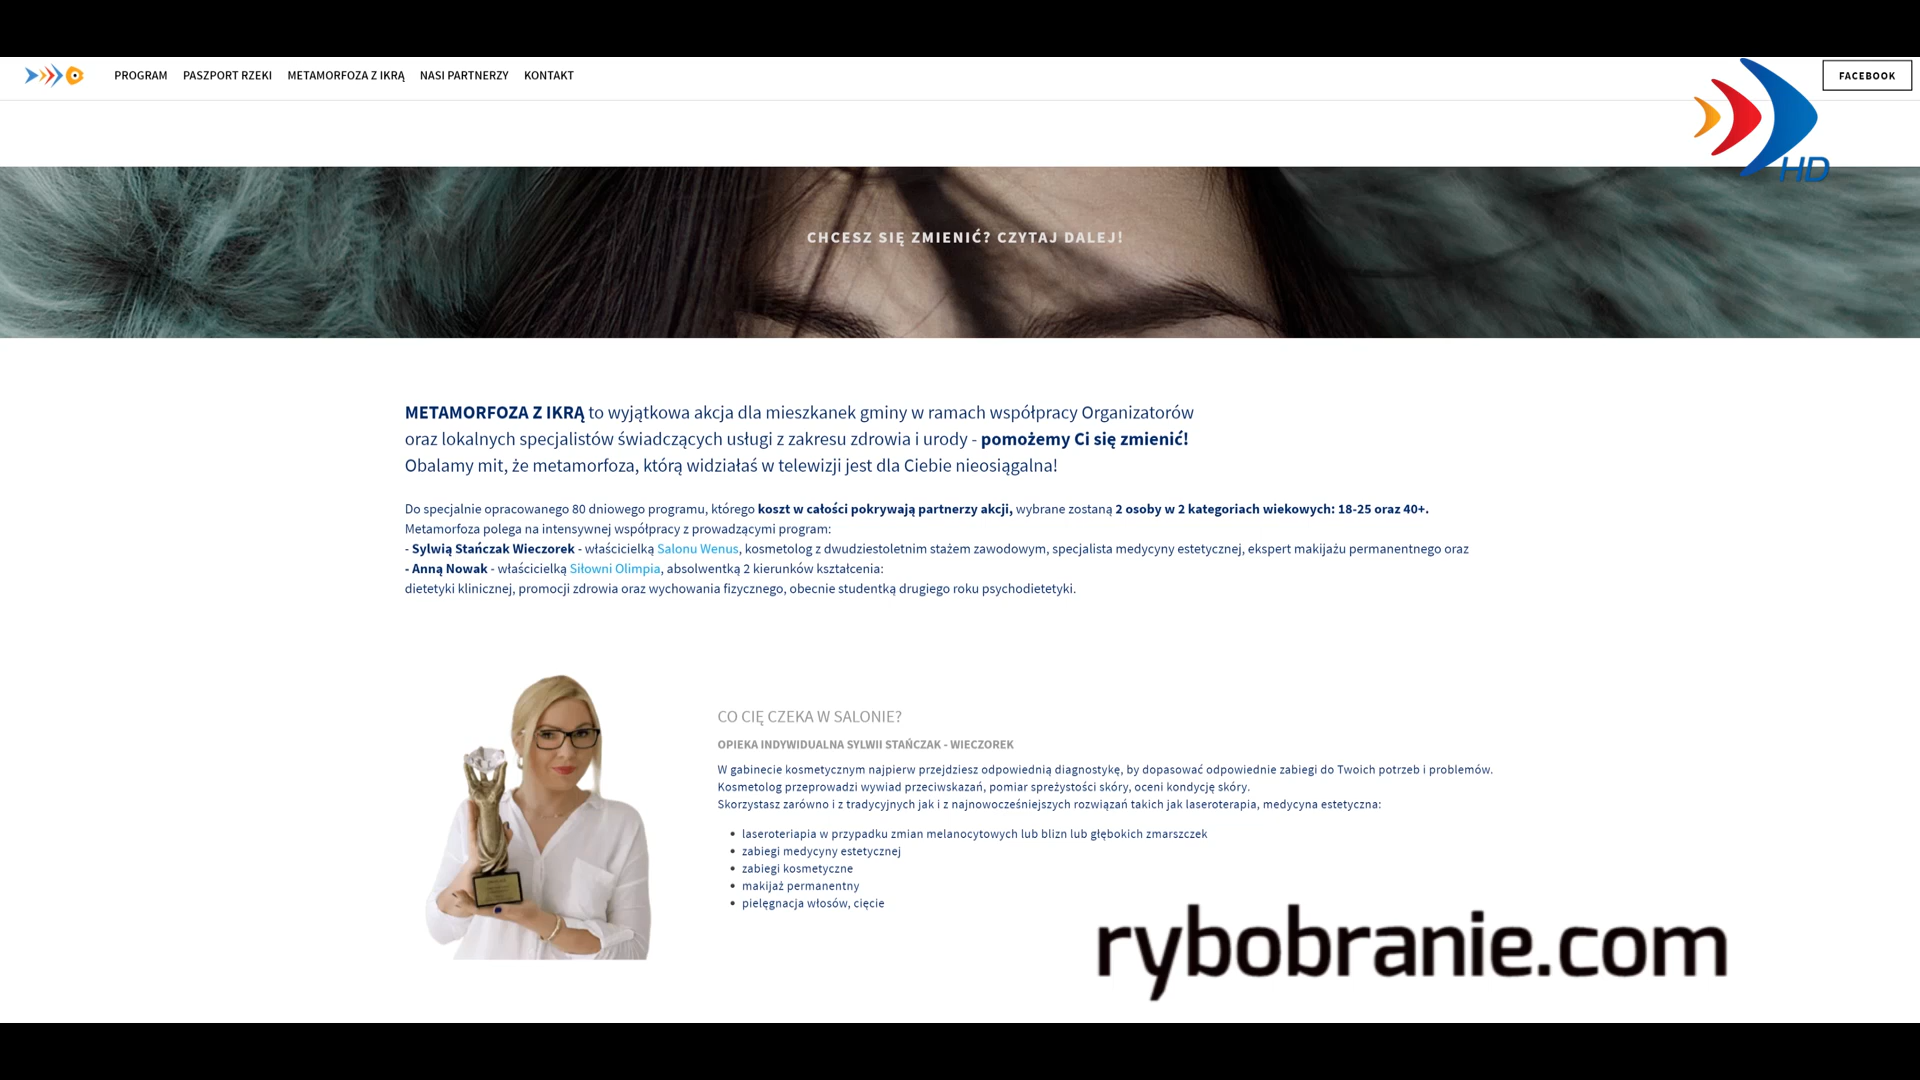 PROGRAM PASZPORT RZEKI METAMORFOZA Z IKRĄ NASI PARTNERZY KONTAKT FACEBOOK
HD
CHCESZ SIĘ ZMIENIĆ? CZYTAJ DALEJ!
METAMORFOZA Z IKRĄ to wyjątkowa akcja dla mieszkanek gminy w ramach współpracy Organizatorów
oraz lokalnych specjalistów świadczących usługi z zakresu zdrowia i urody - pomożemy Ci się zmienić!
Obalamy mit, że metamorfoza, którą widziałaś w telewizji jest dla Ciebie nieosiągalna!
Do specjalnie opracowanego 80 dniowego programu, którego koszt w całości pokrywają partnerzy akcji, wybrane zostaną 2 osoby w 2 kategoriach wiekowych: 18-25 oraz 40+.
Metamorfoza polega na intensywnej współpracy z prowadzącymi program:
- Sylwią Stańczak Wieczorek - właścicielką Salonu Wenus, kosmetolog z dwudziestoletnim stażem zawodowym, specjalista medycyny estetycznej, ekspert makijażu permanentnego oraz
- Anną Nowak - właścicielką Siłowni Olimpia, absolwentką 2 kierunków kształcenia:
dietetyki klinicznej, promocji zdrowia oraz wychowania fizycznego, obecnie studentką drugiego roku psychodietetyki.
CO CIĘ CZEKA W SALONIE?
OPIEKA INDYWIDUALNA SYLWII STAŃCZAK - WIECZOREK
W gabinecie kosmetycznym najpierw przejdziesz odpowiednią diagnostykę, by dopasować odpowiednie zabiegi do Twoich potrzeb i problemów.
Kosmetolog przeprowadzi wywiad przeciwskazań, pomiar spreżystości skóry, oceni kondycję skóry.
Skorzystasz zarówno i z tradycyjnych jak i z najnowocześniejszych rozwiązań takich jak laseroterapia, medycyna estetyczna:
• laseroteriapia w przypadku zmian melanocytowych lub blizn lub głębokich zmarszczek
• zabiegi medycyny estetycznej
• zabiegi kosmetyczne
• makijaż permanentny
• pielęgnacja włosów, cięcie
rybobranie.com